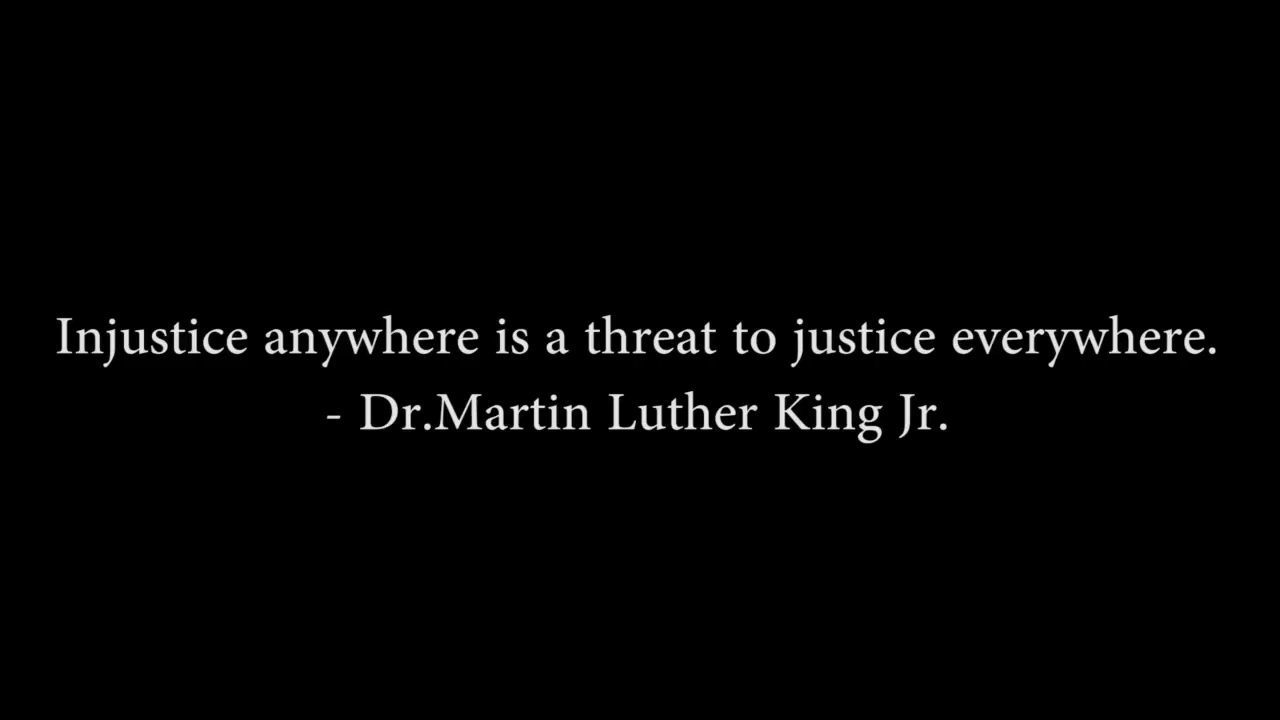 Injustice anywhere is a threat to justice everywhere.
- Dr.Martin Luther King Jr.